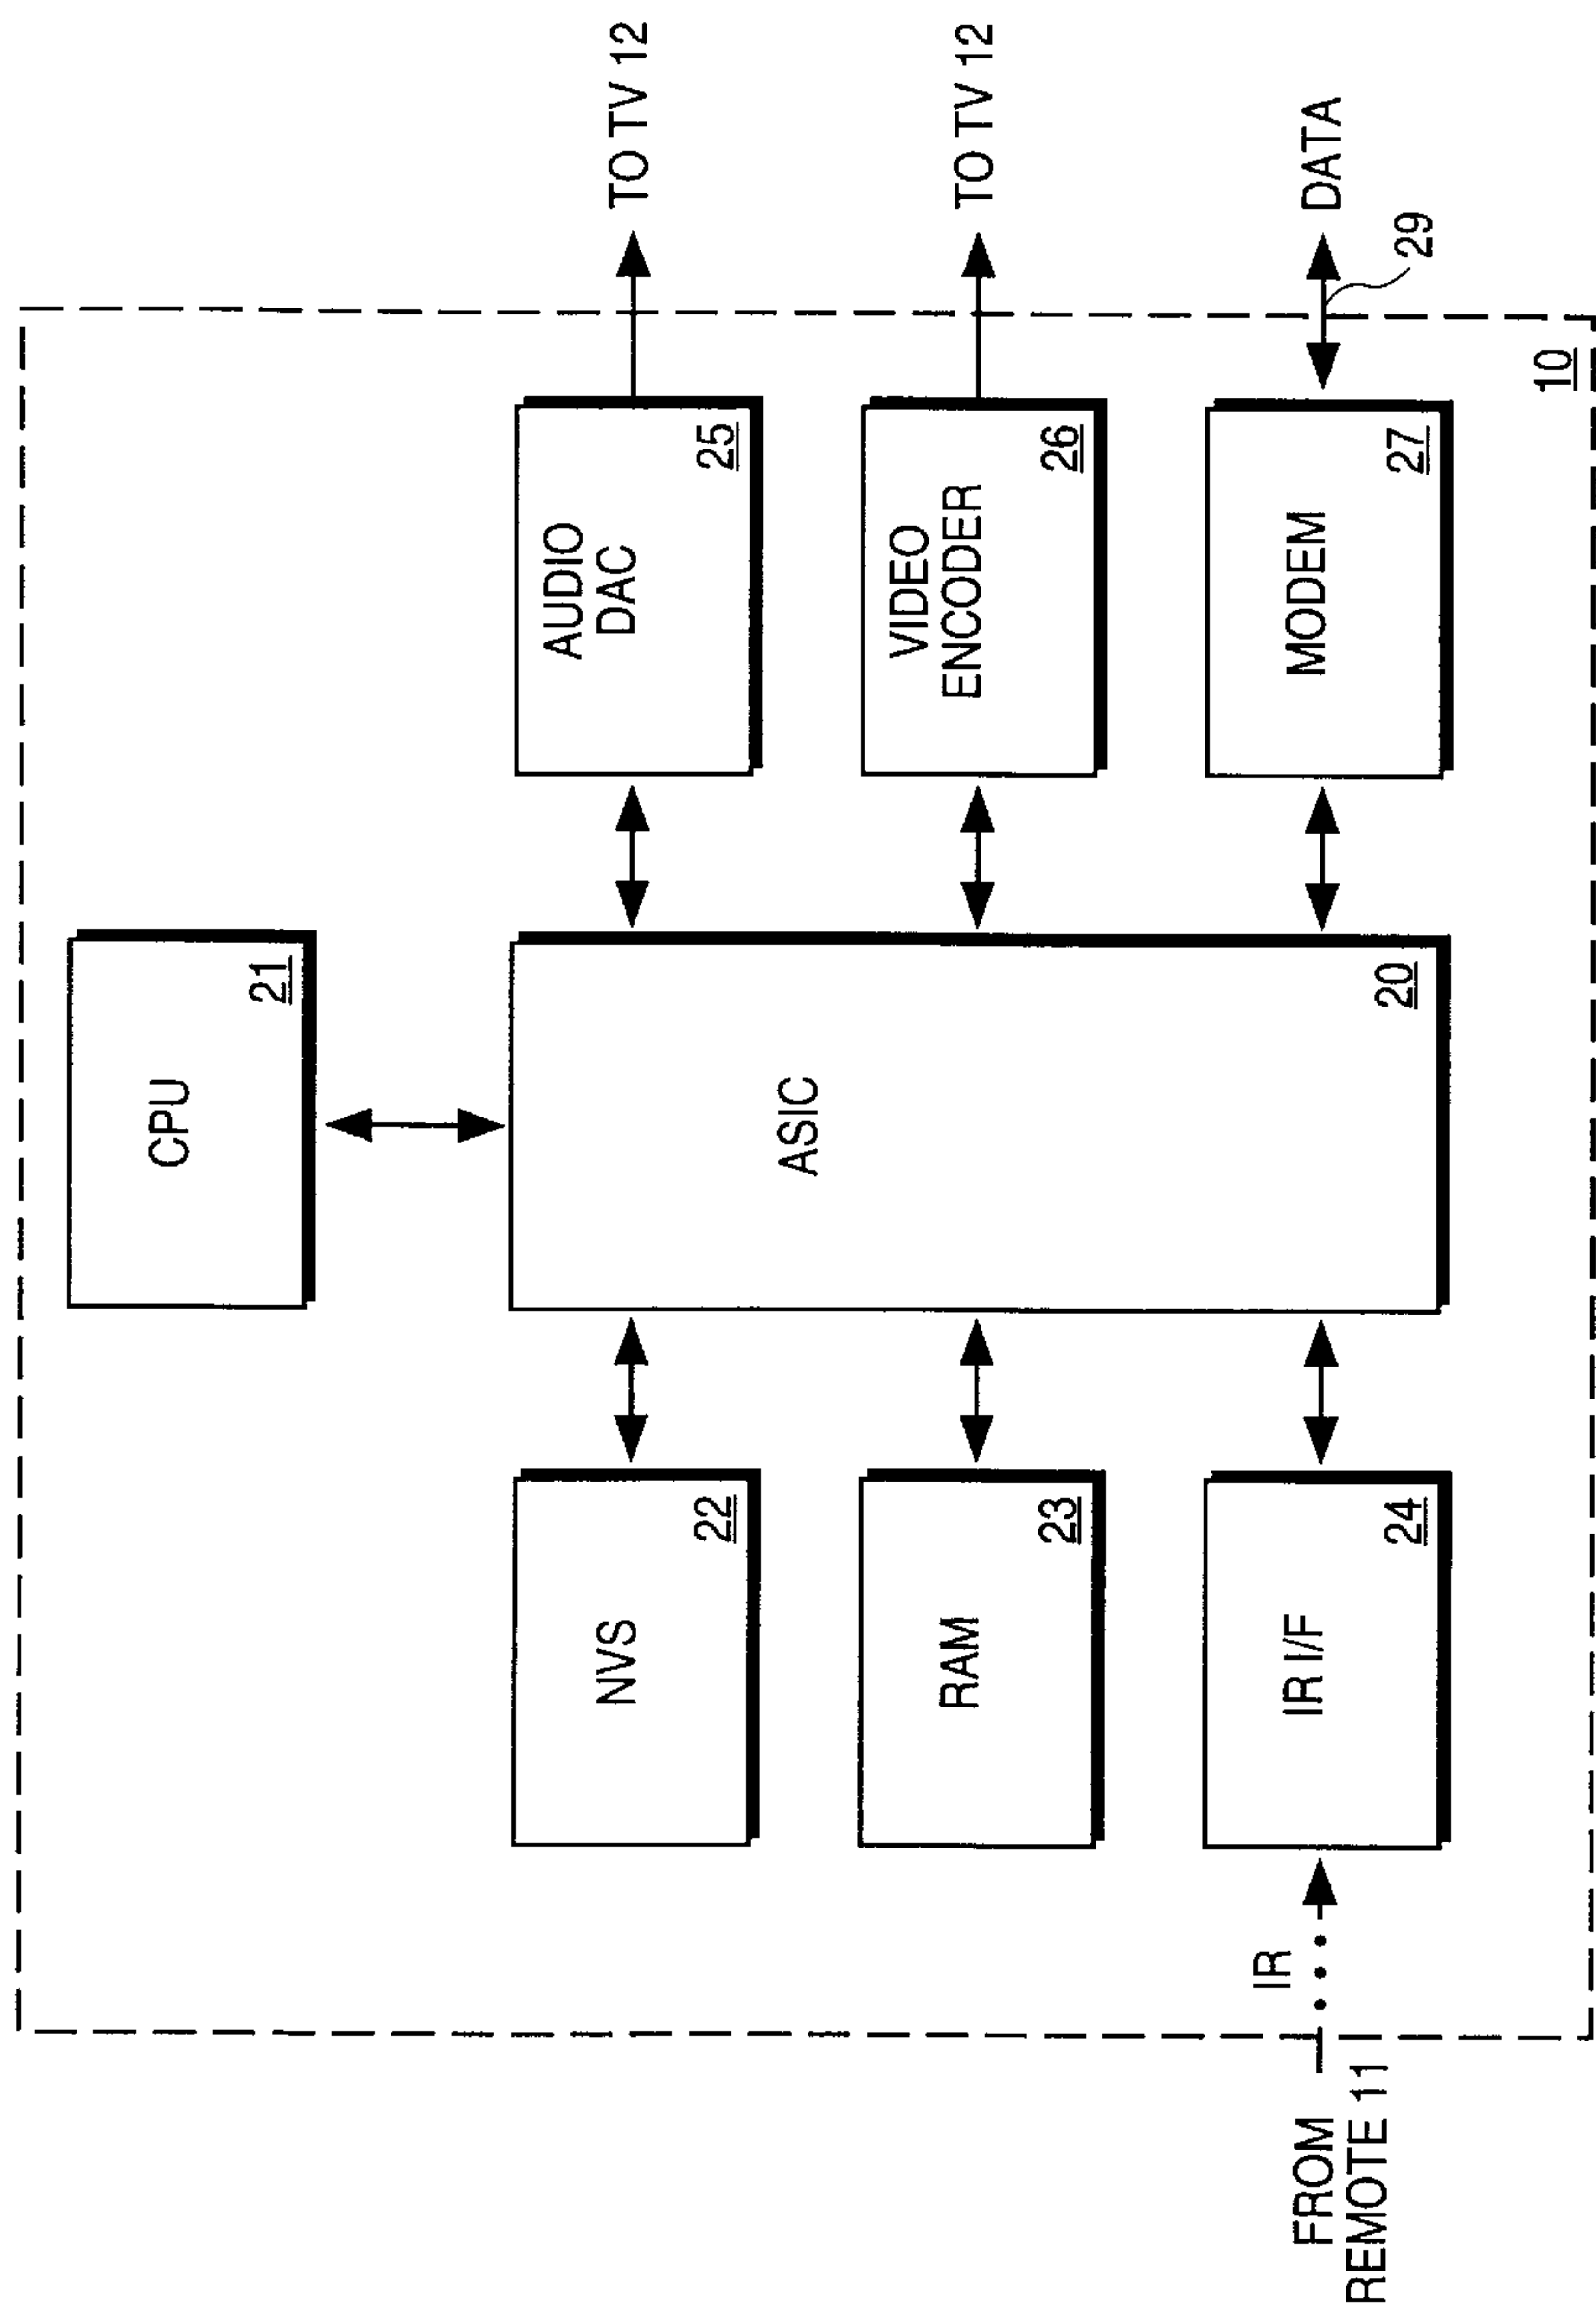 CPU
21
NVS
22
ASIC
20
AUDIO
DAC
25
TO TV 12
RAM
23
VIDEO
ENCODER
26
TO TV 12
FROM
REMOTE 11
IR
IR I/F
24
MODEM
27
DATA
29
10